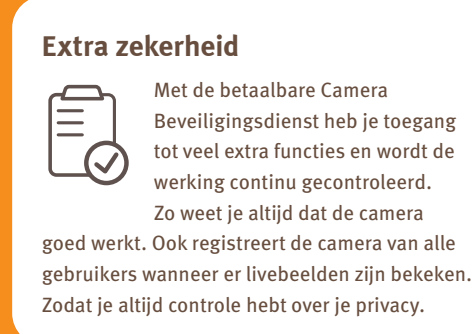 Extra zekerheid
Met de betaalbare Camera
Beveiligingsdienst heb je toegang
tot veel extra functies en wordt de
werking continu gecontroleerd.
Zo weet je altijd dat de camera
goed werkt. Ook registreert de camera van alle
gebruikers wanneer er livebeelden zijn bekeken.
Zodat je altijd controle hebt over je privacy.